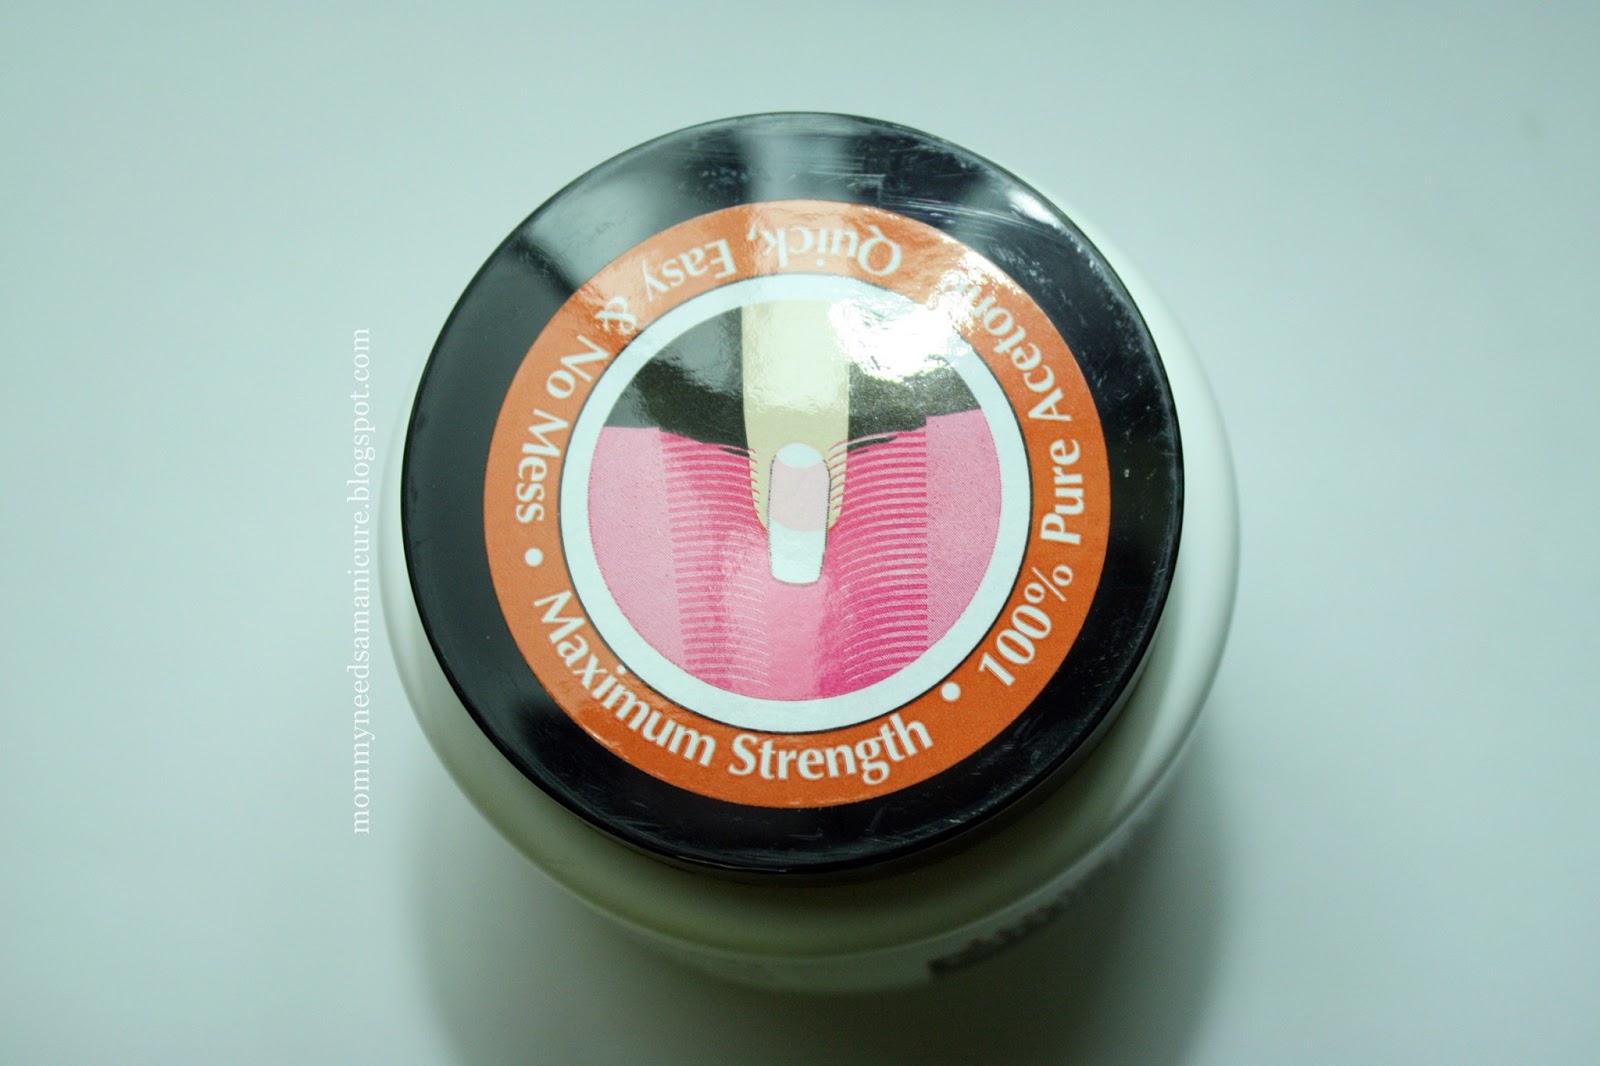 Quick, Easy & No Mess • Maximum Strength • 100% Pure Acetone
mommyneedsamanicure.blogspot.com